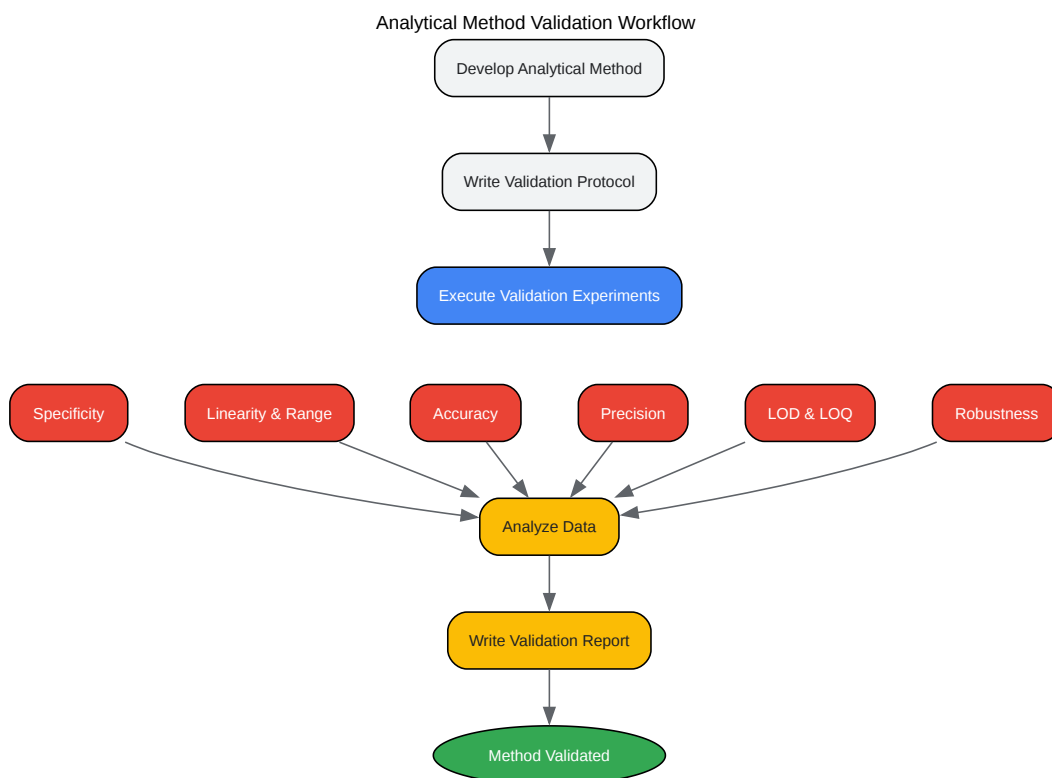 Analytical Method Validation Workflow
Develop Analytical Method
Write Validation Protocol
Execute Validation Experiments
Specificity
Linearity & Range
Accuracy
Precision
LOD & LOQ
Robustness
Analyze Data
Write Validation Report
Method Validated